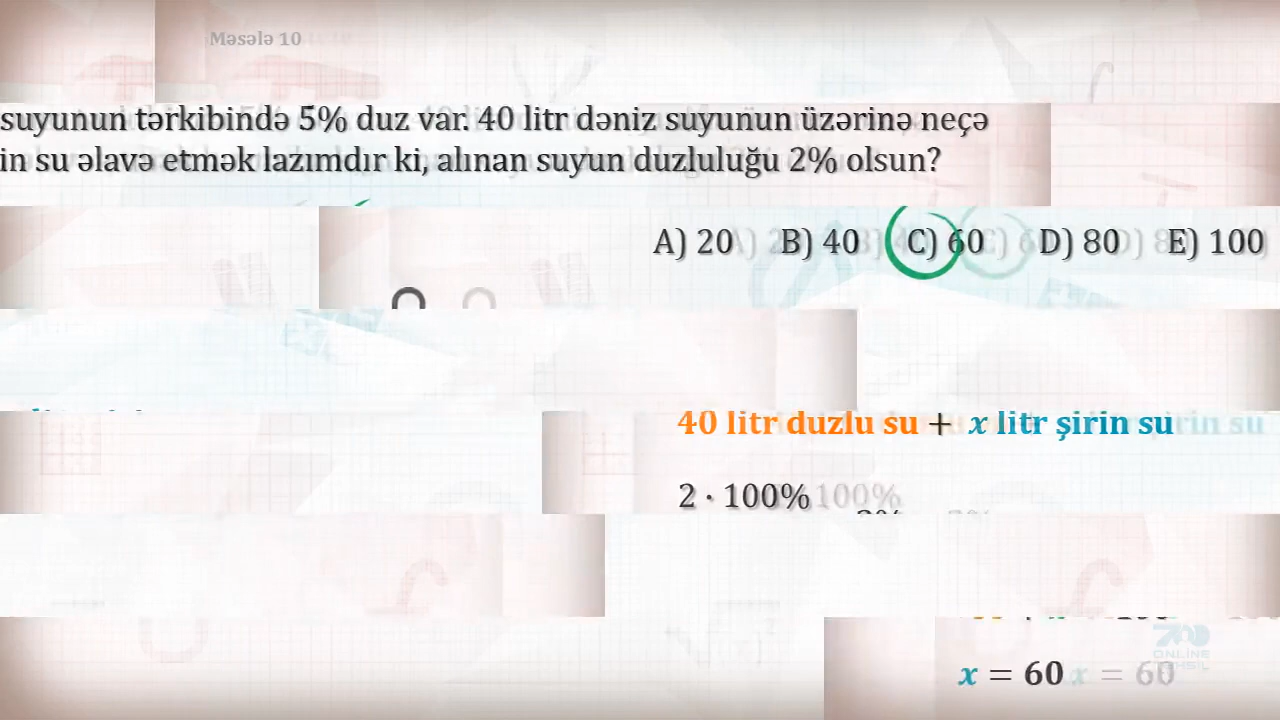 Məsələ 10
suyunun tərkibində 5% duz var. 40 litr dəniz suyunun üzərinə neçə
in su əlavə etmək lazımdır ki, alınan suyun duzluluğu 2% olsun?
A) 20 B) 40 C) 60 D) 80 E) 100
40 litr duzlu su + x litr şirin su
2 · 100%
x = 60
ONLINE
TƏHSİL